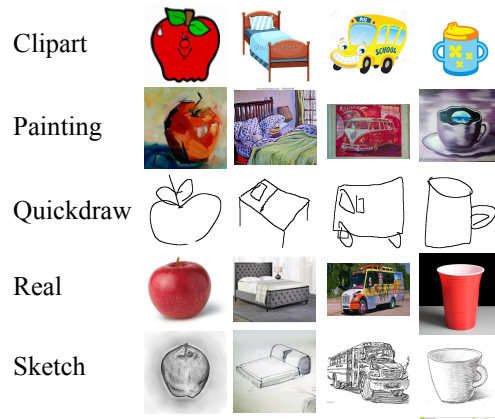 Clipart
SCHOOL
Painting
Quickdraw
Real
Sketch